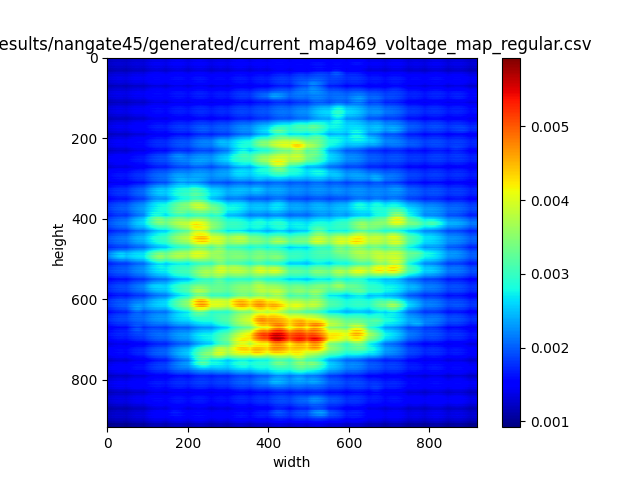 esults/nangate45/generated/current_map469_voltage_map_regular.csv
0
200
400
600
800
height
0 200 400 600 800
width
0.005
0.004
0.003
0.002
0.001